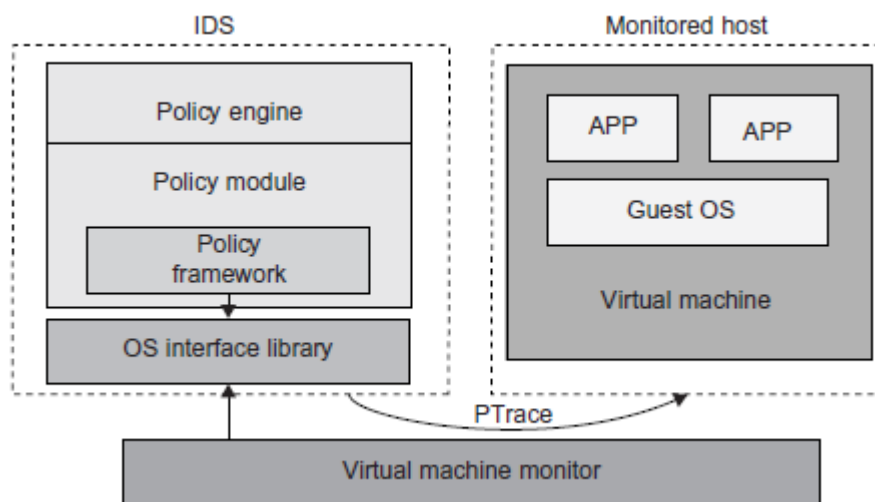 IDS
Policy engine
Policy module
Policy
framework
OS interface library
Monitored host
APP
APP
Guest OS
Virtual machine
PTrace
Virtual machine monitor